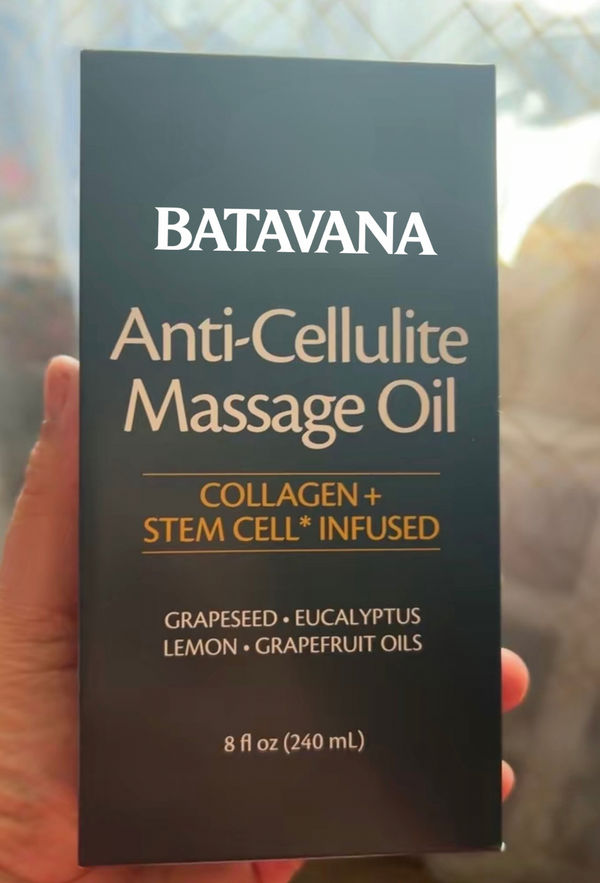 BATAVANA
Anti-Cellulite
Massage Oil
COLLAGEN +
STEM CELL* INFUSED
GRAPESEED • EUCALYPTUS
LEMON • GRAPEFRUIT OILS
8 fl oz (240 mL)